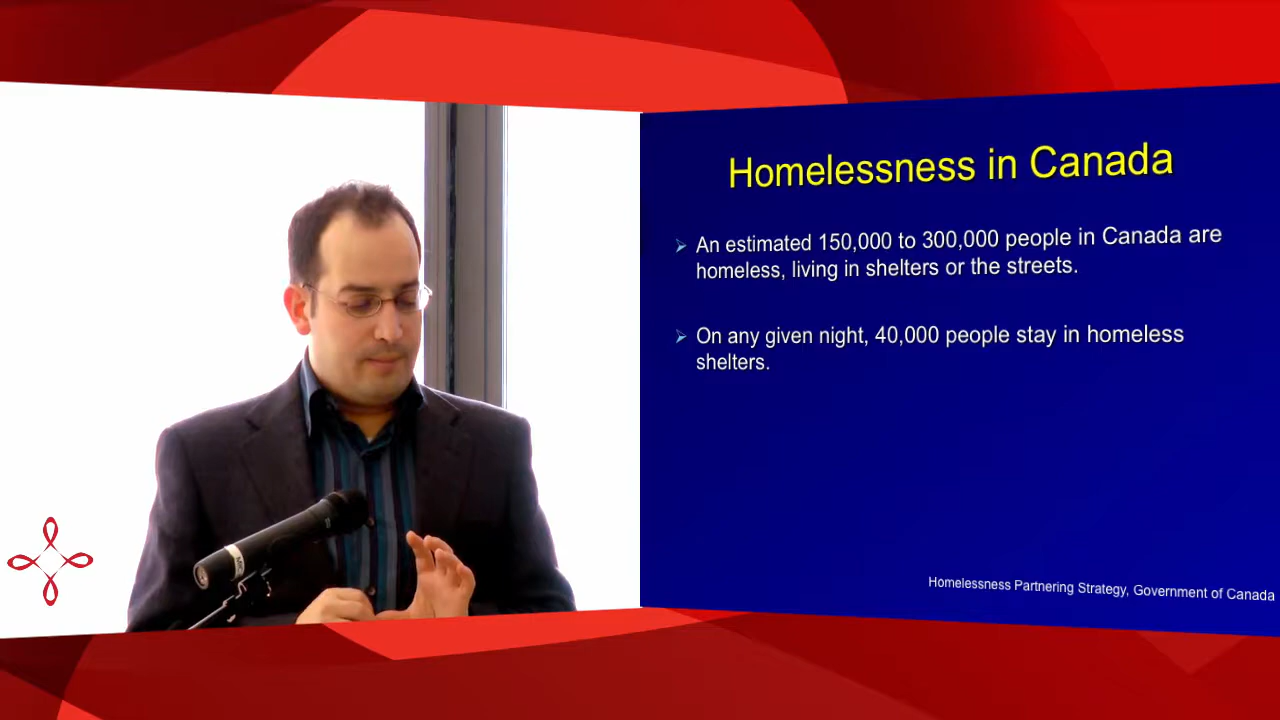 Homelessness in Canada
An estimated 150,000 to 300,000 people in Canada are
homeless, living in shelters or the streets.
On any given night, 40,000 people stay in homeless
shelters.
Homelessness Partnering Strategy, Government of Canada